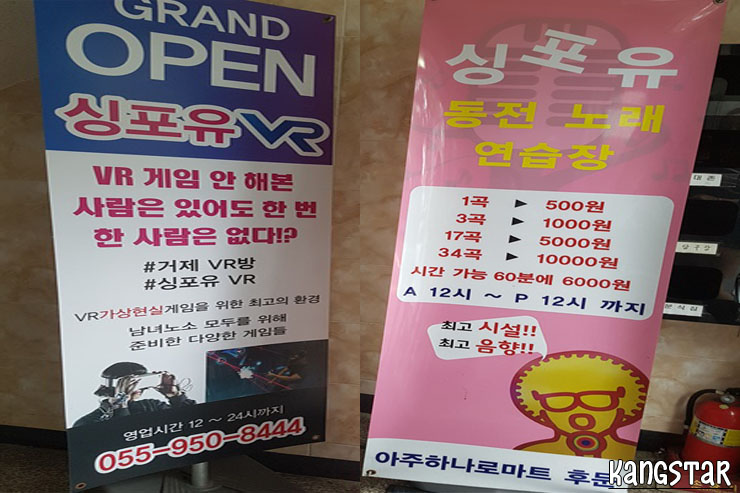 GRAND
OPEN
싱포유 VR
VR 게임 안 해본
사람은 있어도 한 번
한 사람은 없다!?
#거제 VR방
#싱포유 VR
VR가상현실게임을 위한 최고의 환경
남녀노소 모두를 위해
준비한 다양한 게임들
영업시간 12 ~ 24시까지
055-950-8444
싱포유
동전 노래
연습장
1곡 ▶ 500원
3곡 ▶ 1000원
17곡 ▶ 5000원
34곡 ▶ 10000원
시간 가능 60분에 6000원
A 12시 ~ P 12시 까지
최고 시설!!
최고 음향!!
아주하나로마트 후문
KANGSTAR